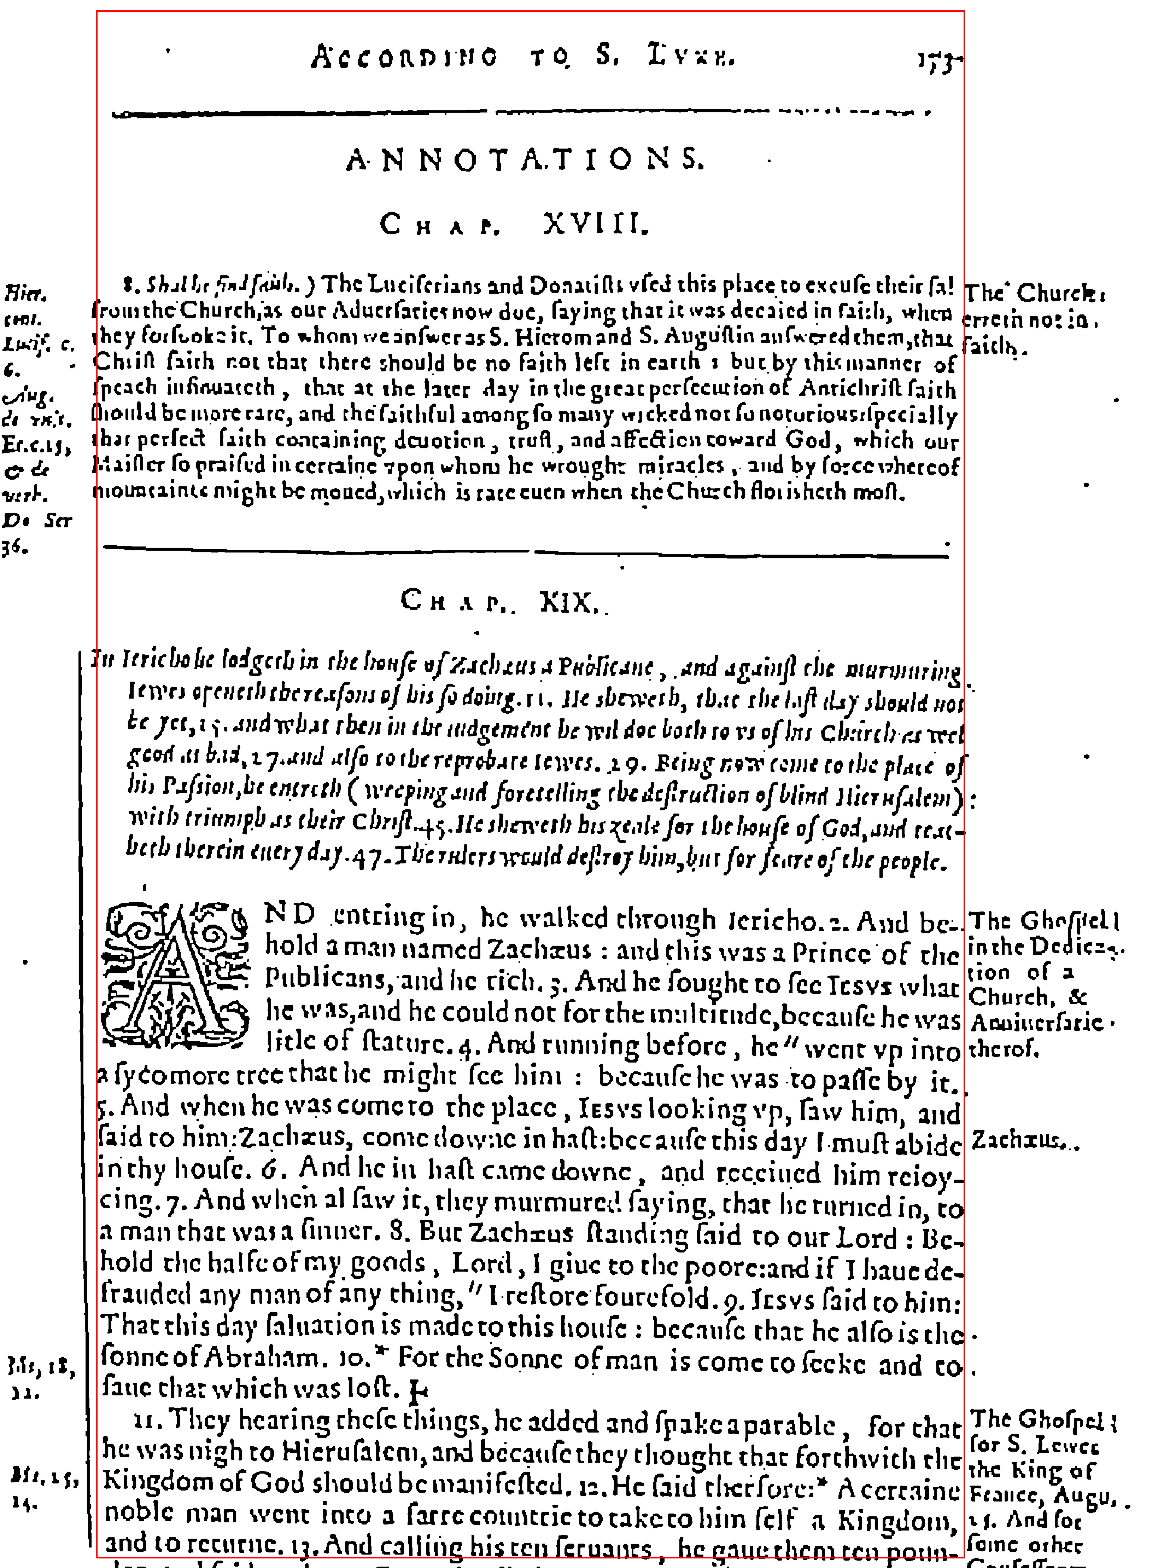 ACCORDING TO S. LVKE. 173
ANNOTATIONS.
CHAP. XVIII.
8. Shal he find faith.) The Luciferians and Donatiſts vſed this place to excuſe their fal
from the Church, as our Aduerſaries now doe, ſaying that it was decaied in faith, when
they forſooke it. To whom we anſwer as S. Hierom and S. Auguſtin anſwered them, that
Chriſt ſaith not that there should be no faith left in earth: but by this manner of
ſpeach inſinuateth, that at the later day in the great perſecution of Antichriſt faith
should be more rare, and the faithful among ſo many wicked not ſo notorious: ſpecially
that perfect faith containing deuotion, truſt, and affection toward God, which our
Maiſter ſo praiſed in certaine vpon whom he wrought miracles, and by force whereof
mountaines might be moued, which is rare euen when the Church florisheth moſt.
Hier.
cont.
Lucif. c.
6.
Aug.
de vnit.
Ec. c. 15,
& de
verb.
Do Ser
36.
The Church
erreth not in
faith.
CHAP. XIX.
In Iericho he lodgeth in the houſe of Zachæus a Publicane, and againſt the murmuring
Iewes openeth the reaſons of his ſo doing. 11. He sheweth, that the laſt day should not
be yet, 15. and what then in the iudgement he wil doe both to vs of his Church as wel
good as bad, 27. and alſo to the reprobate Iewes. 29. Being now come to the place of
his Paſsion, he entreth (weeping and foretelling the deſtruction of blind Hieruſalem)
with triumph as their Chriſt. 45. He sheweth his zeale for the houſe of God, and teac-
heth therein euery day. 47. The rulers would deſtroy him, but for feare of the people.
AND entring in, he walked through Iericho. 2. And be-
hold a man named Zachæus: and this was a Prince of the
Publicans, and he rich. 3. And he ſought to ſee IESVS what
he was, and he could not for the multitude, becauſe he was
litle of ſtature. 4. And running before, he " went vp into
a ſycomore tree that he might ſee him: becauſe he was to paſſe by it.
5. And when he was come to the place, IESVS looking vp, ſaw him, and
ſaid to him: Zachæus, come downe in haſt: becauſe this day I muſt abide
in thy houſe. 6. And he in haſt came downe, and receiued him reioy-
cing. 7. And when al ſaw it, they murmured ſaying, that he turned in, to
a man that was a ſinner. 8. But Zachæus ſtanding ſaid to our Lord: Be-
hold the halfe of my goods, Lord, I giue to the poore: and if I haue de-
frauded any man of any thing, " I reſtore fourefold. 9. IESVS ſaid to him:
That this day ſaluation is made to this houſe: becauſe that he alſo is the
ſonne of Abraham. 10. * For the Sonne of man is come to ſeeke and to
ſaue that which was loſt.
The Ghoſpell
in the Dedica-
tion of a
Church, &
Anniuerſarie
therof.
Zachæus.
Mt, 18,
11.
11. They hearing theſe things, he added and ſpake a parable, for that
he was nigh to Hieruſalem, and becauſe they thought that forthwith the
Kingdom of God should be manifeſted. 12. He ſaid therfore: * A certaine
noble man went into a farre countrie to take to him ſelf a Kingdom,
and to returne. 13. And calling his ten ſeruants, he gaue them ten poun-
Mt. 25,
14.
The Ghoſpel
for S. Lewes
the King of
France, Augu.
25. And for
ſome other